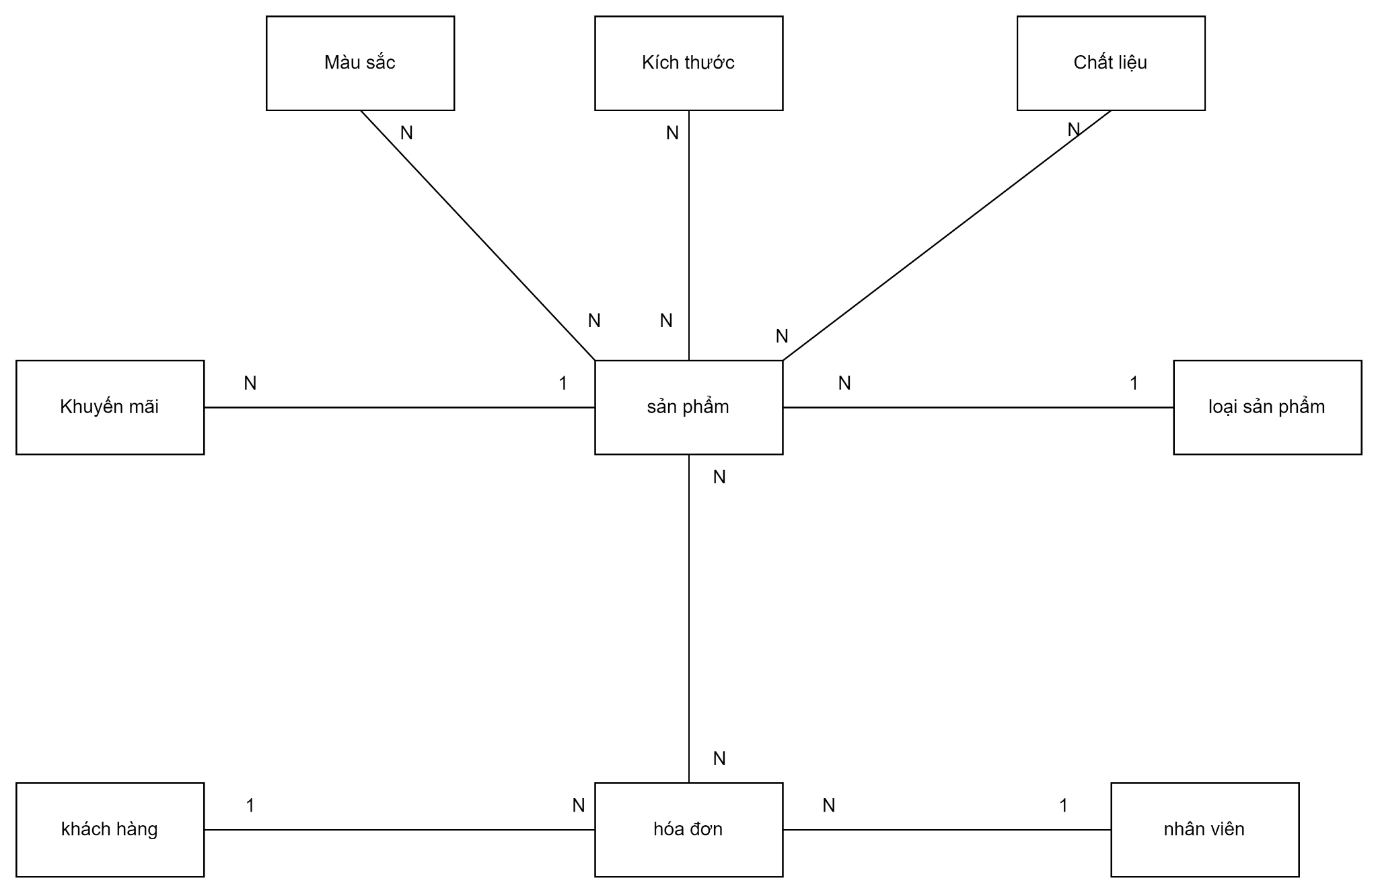 Màu sắc
Kích thước
Chất liệu
N
N
N
N
N
N
Khuyến mãi
N
1
sản phẩm
N
1
loại sản phẩm
N
N
khách hàng
1
N
hóa đơn
N
1
nhân viên